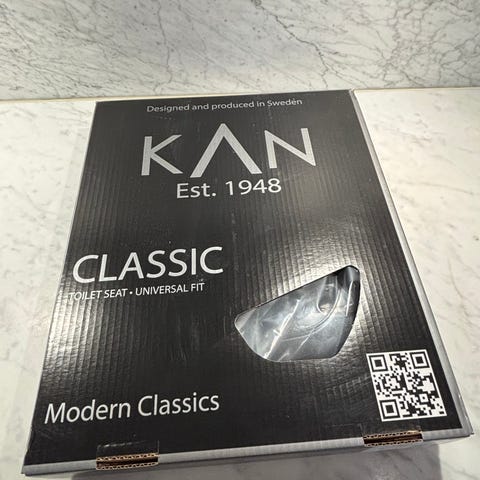 Designed and produced in Sweden
KAN
Est. 1948
CLASSIC
TOILET SEAT • UNIVERSAL FIT
Modern Classics